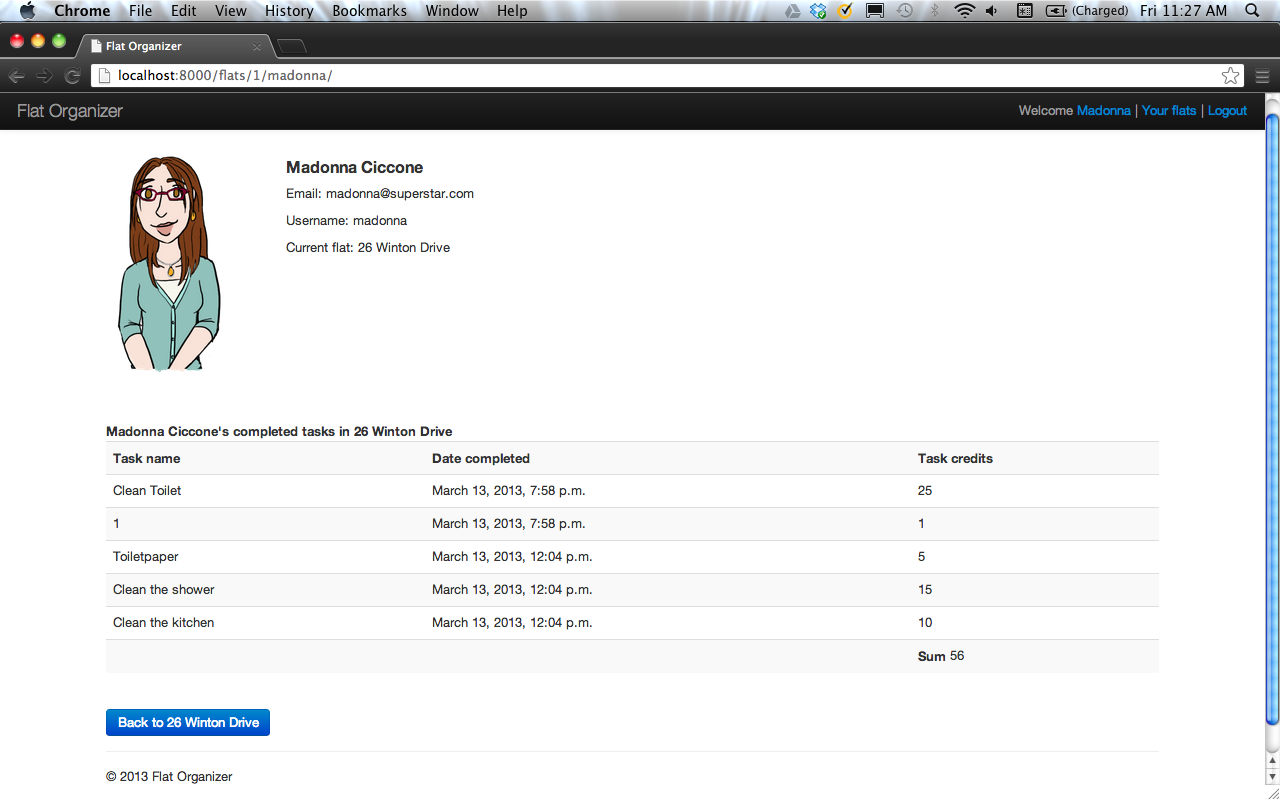 Chrome File Edit View History Bookmarks Window Help (Charged) Fri 11:27 AM
Flat Organizer
localhost:8000/flats/1/madonna/
Flat Organizer Welcome Madonna | Your flats | Logout
Madonna Ciccone
Email: madonna@superstar.com
Username: madonna
Current flat: 26 Winton Drive
Madonna Ciccone's completed tasks in 26 Winton Drive
Task name Date completed Task credits
Clean Toilet March 13, 2013, 7:58 p.m. 25
1 March 13, 2013, 7:58 p.m. 1
Toiletpaper March 13, 2013, 12:04 p.m. 5
Clean the shower March 13, 2013, 12:04 p.m. 15
Clean the kitchen March 13, 2013, 12:04 p.m. 10
Sum 56
Back to 26 Winton Drive
© 2013 Flat Organizer